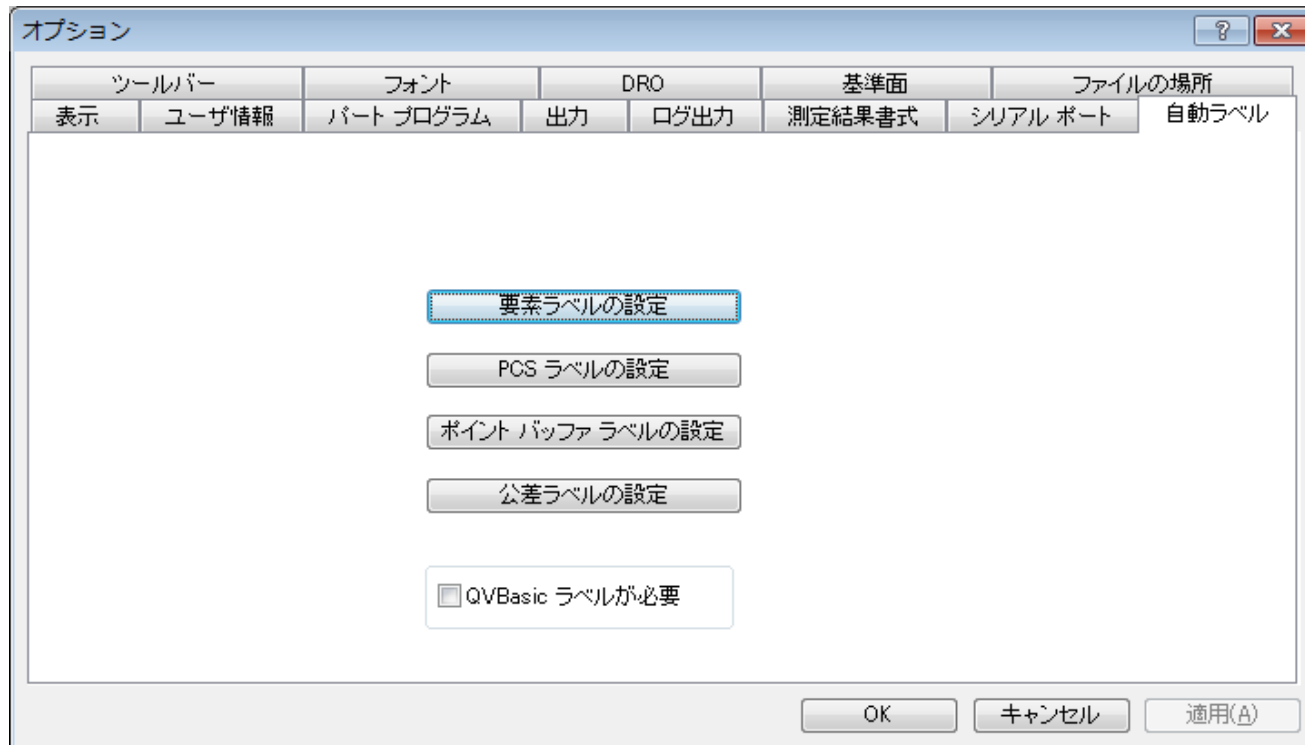 オプション
ツールバー フォント DRO 基準面 ファイルの場所
表示 ユーザ情報 パート プログラム 出力 ログ出力 測定結果書式 シリアル ポート 自動ラベル
要素ラベルの設定
PCS ラベルの設定
ポイント バッファ ラベルの設定
公差ラベルの設定
QVBasic ラベルが必要
OK キャンセル 適用(A)